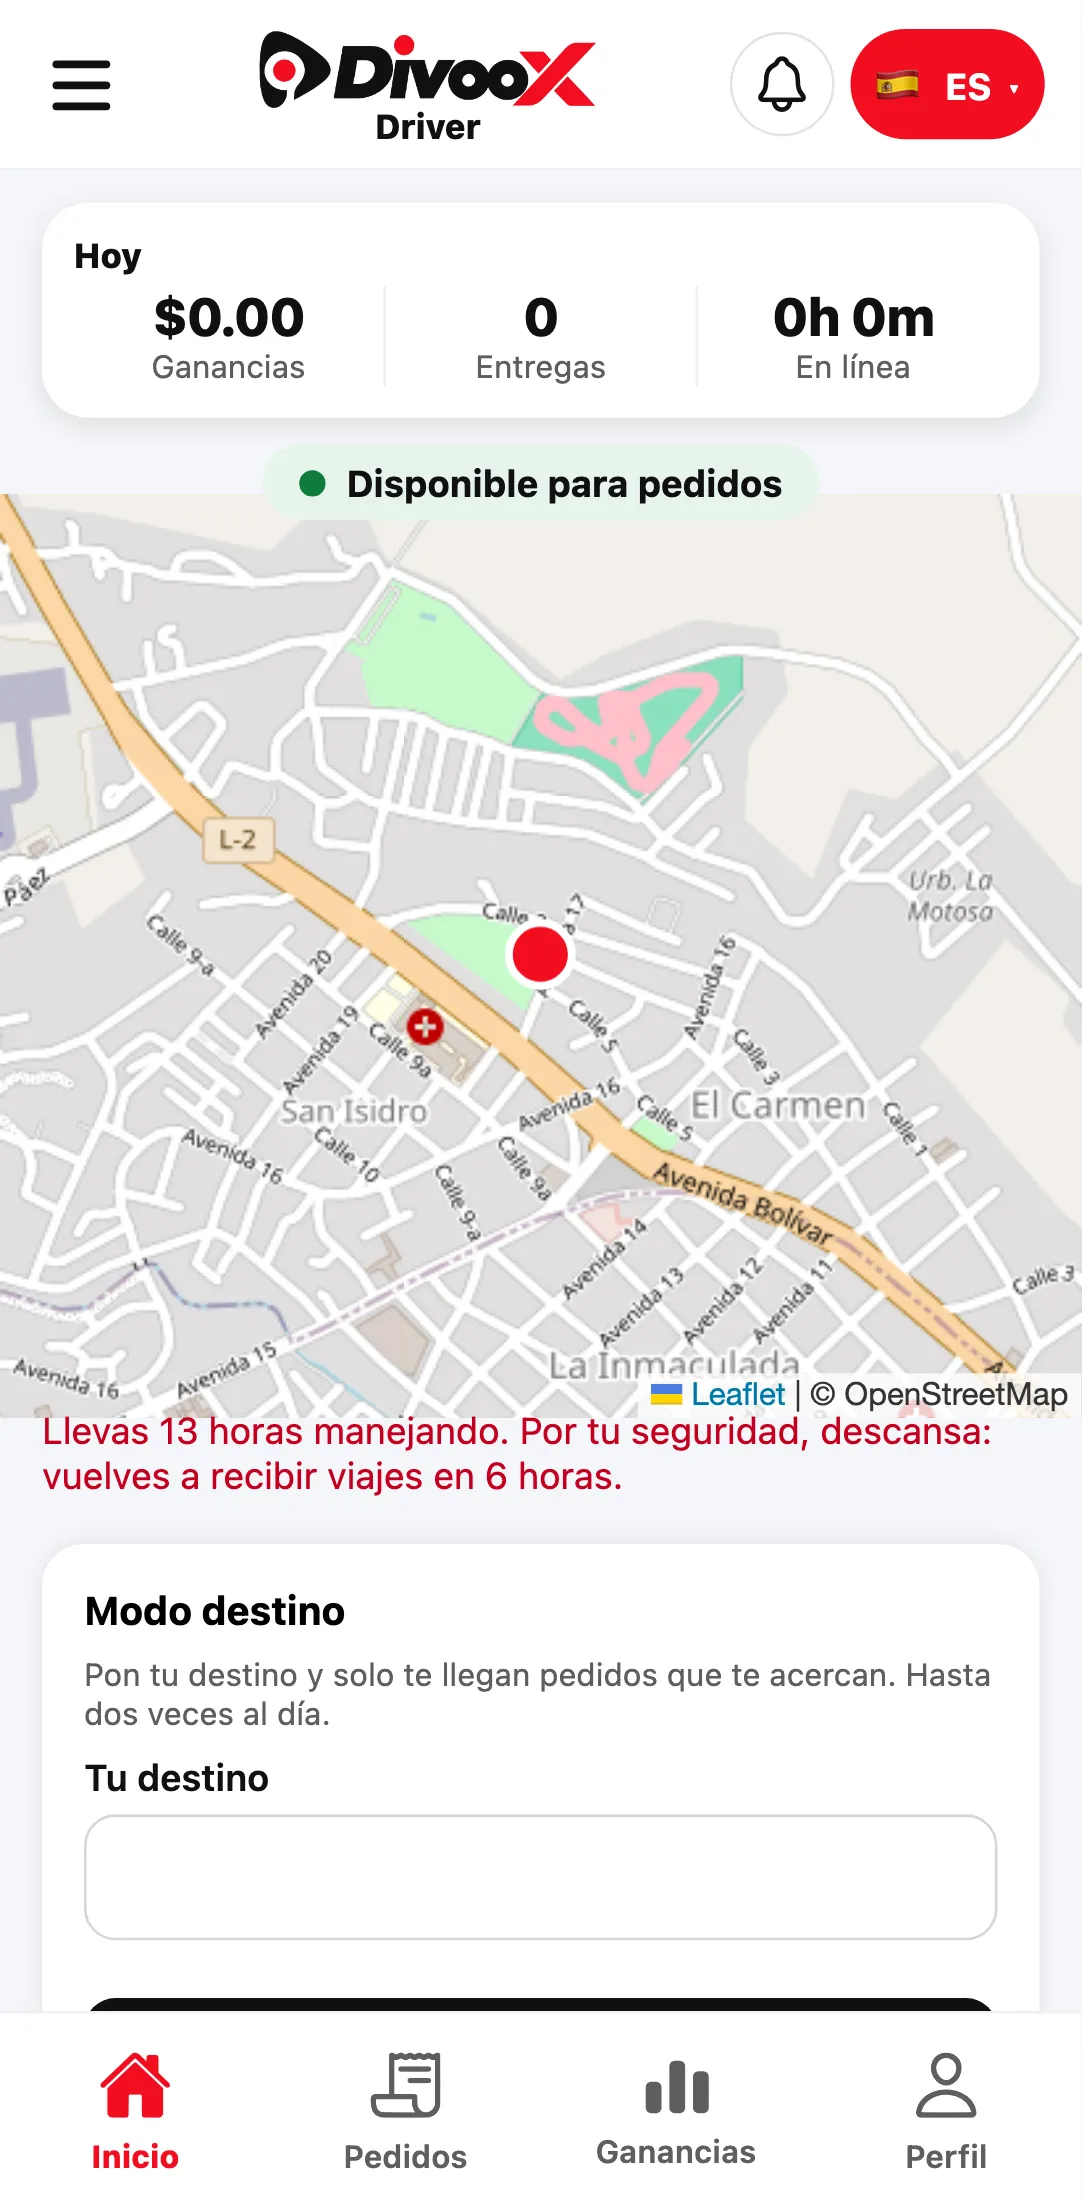 DivooX
Driver
🇪🇸 ES ▾
Hoy
$0.00
Ganancias
0
Entregas
0h 0m
En línea
Disponible para pedidos
L-2
Páez
Urb. La
Motosa
Calle
a 17
Calle 9-a
Avenida 20
Avenida 19
Calle 9a
Calle 5
Avenida 16
Calle 3
San Isidro
Avenida 16
Calle 5
El Carmen
Calle 1
Avenida 16
Calle 10
Calle 9-a
Calle 9a
Avenida Bolívar
Avenida 14
Avenida 13
Avenida 12
Avenida 11
Calle 3
Avenida 16
Avenida 15
La Inmaculada
Leaflet | © OpenStreetMap
Llevas 13 horas manejando. Por tu seguridad, descansa:
vuelves a recibir viajes en 6 horas.
Modo destino
Pon tu destino y solo te llegan pedidos que te acercan. Hasta
dos veces al día.
Tu destino
Inicio
Pedidos
Ganancias
Perfil